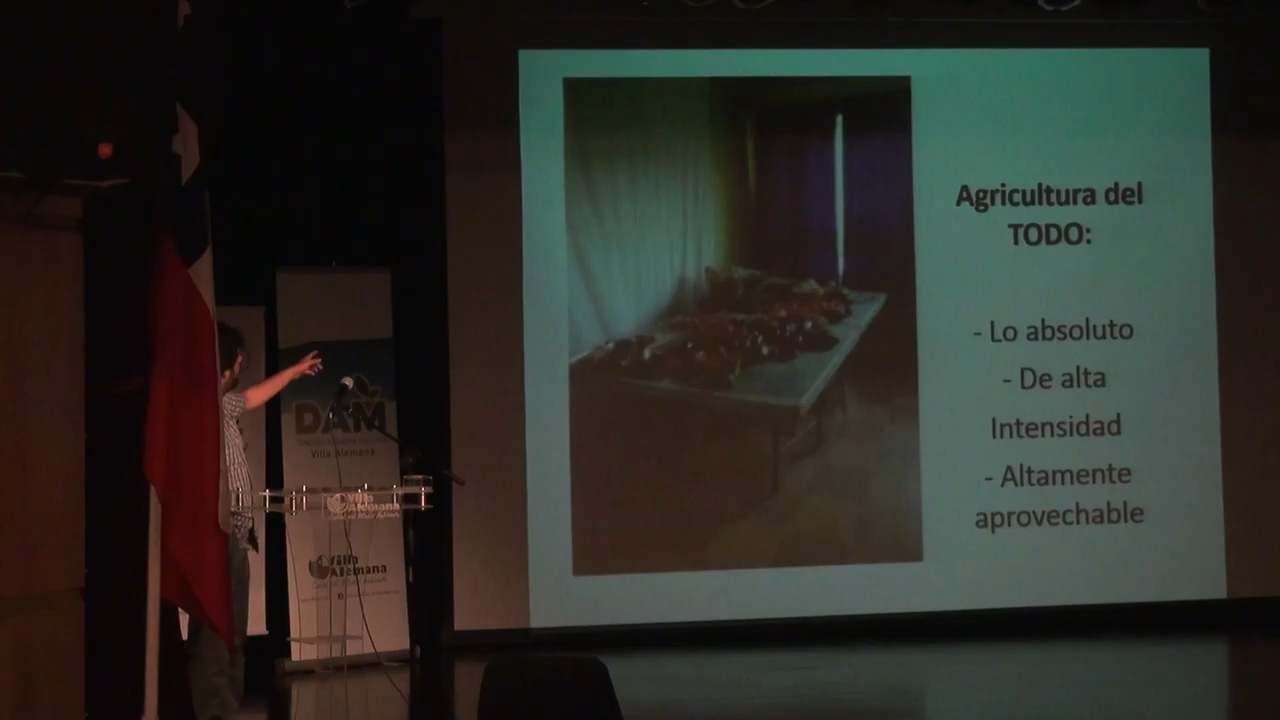 Agricultura del
TODO:
- Lo absoluto
- De alta
Intensidad
- Altamente
aprovechable
DAM
Villa Alemana
Villa
Alemana
Villa
Alemana